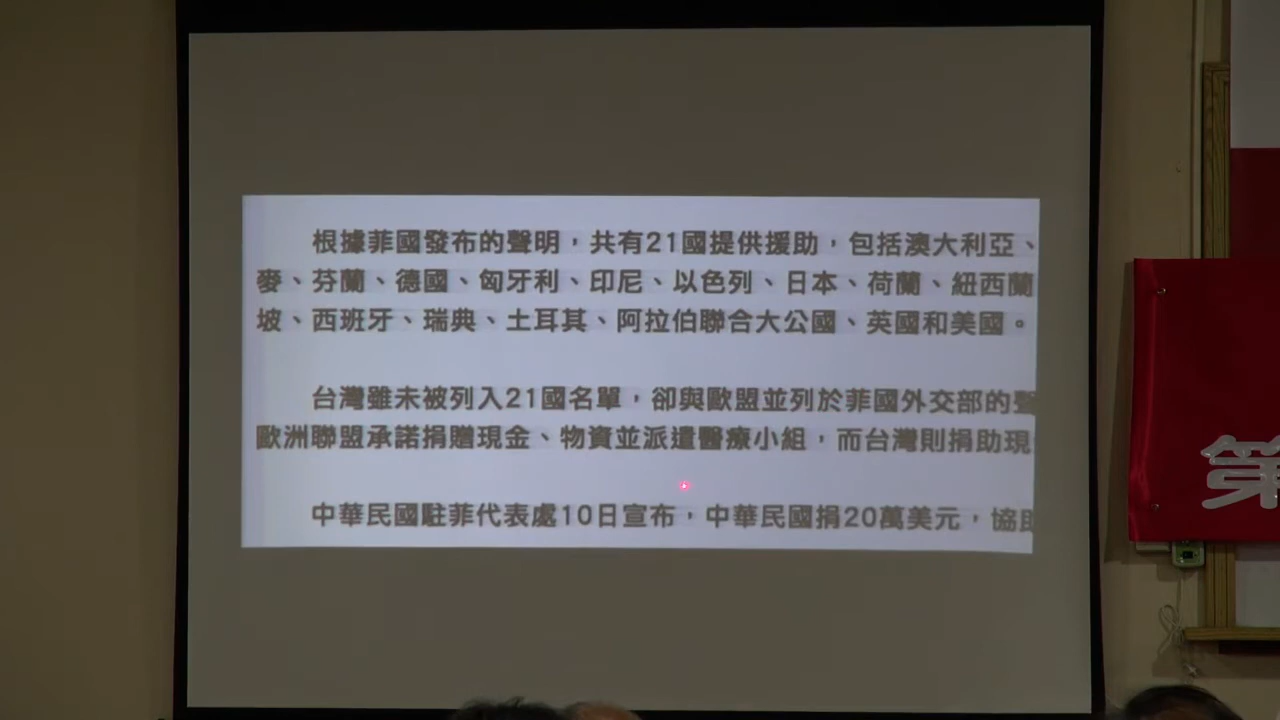 根據菲國發布的聲明，共有21國提供援助，包括澳大利亞、
麥、芬蘭、德國、匈牙利、印尼、以色列、日本、荷蘭、紐西蘭
坡、西班牙、瑞典、土耳其、阿拉伯聯合大公國、英國和美國。
台灣雖未被列入21國名單，卻與歐盟並列於菲國外交部的
歐洲聯盟承諾捐贈現金、物資並派遣醫療小組，而台灣則捐助現
中華民國駐菲代表處10日宣布，中華民國捐20萬美元，協
第